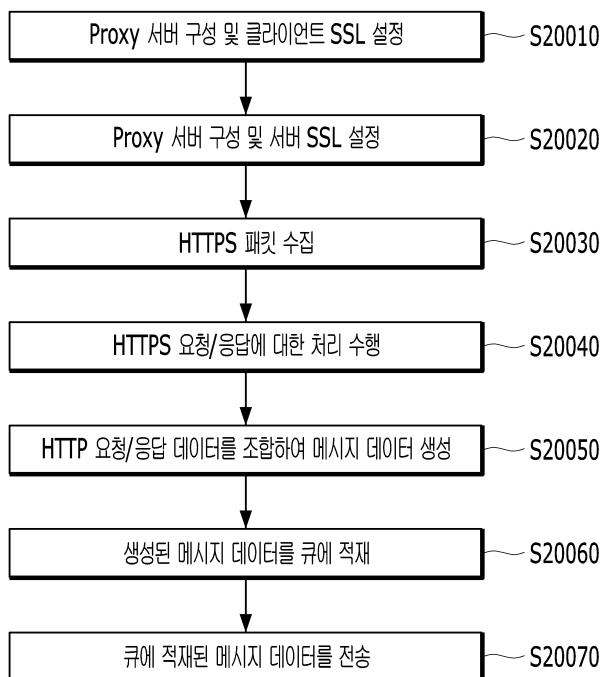 Proxy 서버 구성 및 클라이언트 SSL 설정 S20010
Proxy 서버 구성 및 서버 SSL 설정 S20020
HTTPS 패킷 수집 S20030
HTTPS 요청/응답에 대한 처리 수행 S20040
HTTP 요청/응답 데이터를 조합하여 메시지 데이터 생성 S20050
생성된 메시지 데이터를 큐에 적재 S20060
큐에 적재된 메시지 데이터를 전송 S20070